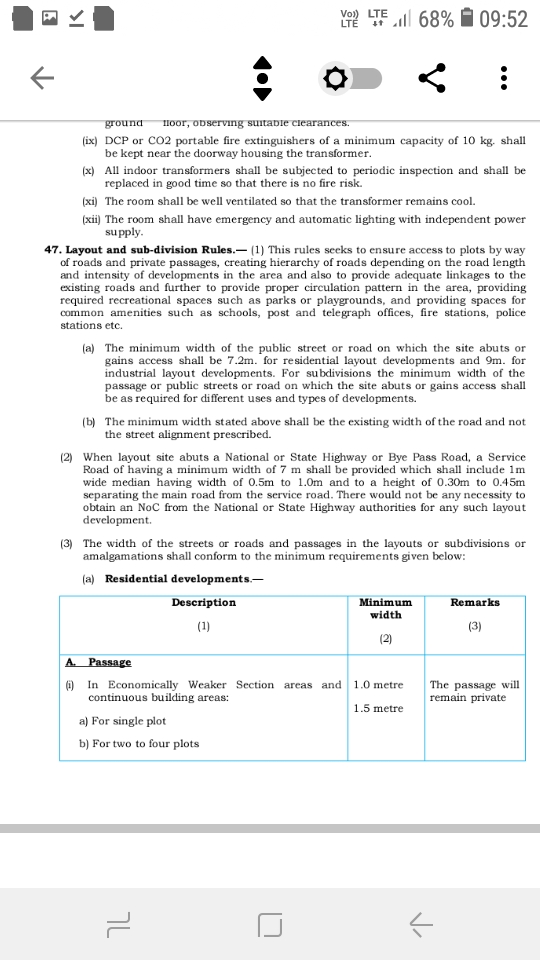 Vo)) LTE LTE 68% 09:52
ground floor, observing suitable clearances.
(ix) DCP or CO2 portable fire extinguishers of a minimum capacity of 10 kg. shall
be kept near the doorway housing the transformer.
(x) All indoor transformers shall be subjected to periodic inspection and shall be
replaced in good time so that there is no fire risk.
(xi) The room shall be well ventilated so that the transformer remains cool.
(xii) The room shall have emergency and automatic lighting with independent power
supply.
47. Layout and sub-division Rules.— (1) This rules seeks to ensure access to plots by way
of roads and private passages, creating hierarchy of roads depending on the road length
and intensity of developments in the area and also to provide adequate linkages to the
existing roads and further to provide proper circulation pattern in the area, providing
required recreational spaces such as parks or playgrounds, and providing spaces for
common amenities such as schools, post and telegraph offices, fire stations, police
stations etc.
(a) The minimum width of the public street or road on which the site abuts or
gains access shall be 7.2m. for residential layout developments and 9m. for
industrial layout developments. For subdivisions the minimum width of the
passage or public streets or road on which the site abuts or gains access shall
be as required for different uses and types of developments.
(b) The minimum width stated above shall be the existing width of the road and not
the street alignment prescribed.
(2) When layout site abuts a National or State Highway or Bye Pass Road, a Service
Road of having a minimum width of 7 m shall be provided which shall include 1m
wide median having width of 0.5m to 1.0m and to a height of 0.30m to 0.45m
separating the main road from the service road. There would not be any necessity to
obtain an NoC from the National or State Highway authorities for any such layout
development.
(3) The width of the streets or roads and passages in the layouts or subdivisions or
amalgamations shall conform to the minimum requirements given below:
(a) Residential developments.—
Description Minimum Remarks
width
(1) (3)
(2)
A. Passage
(i) In Economically Weaker Section areas and 1.0 metre The passage will
continuous building areas: remain private
1.5 metre
a) For single plot
b) For two to four plots